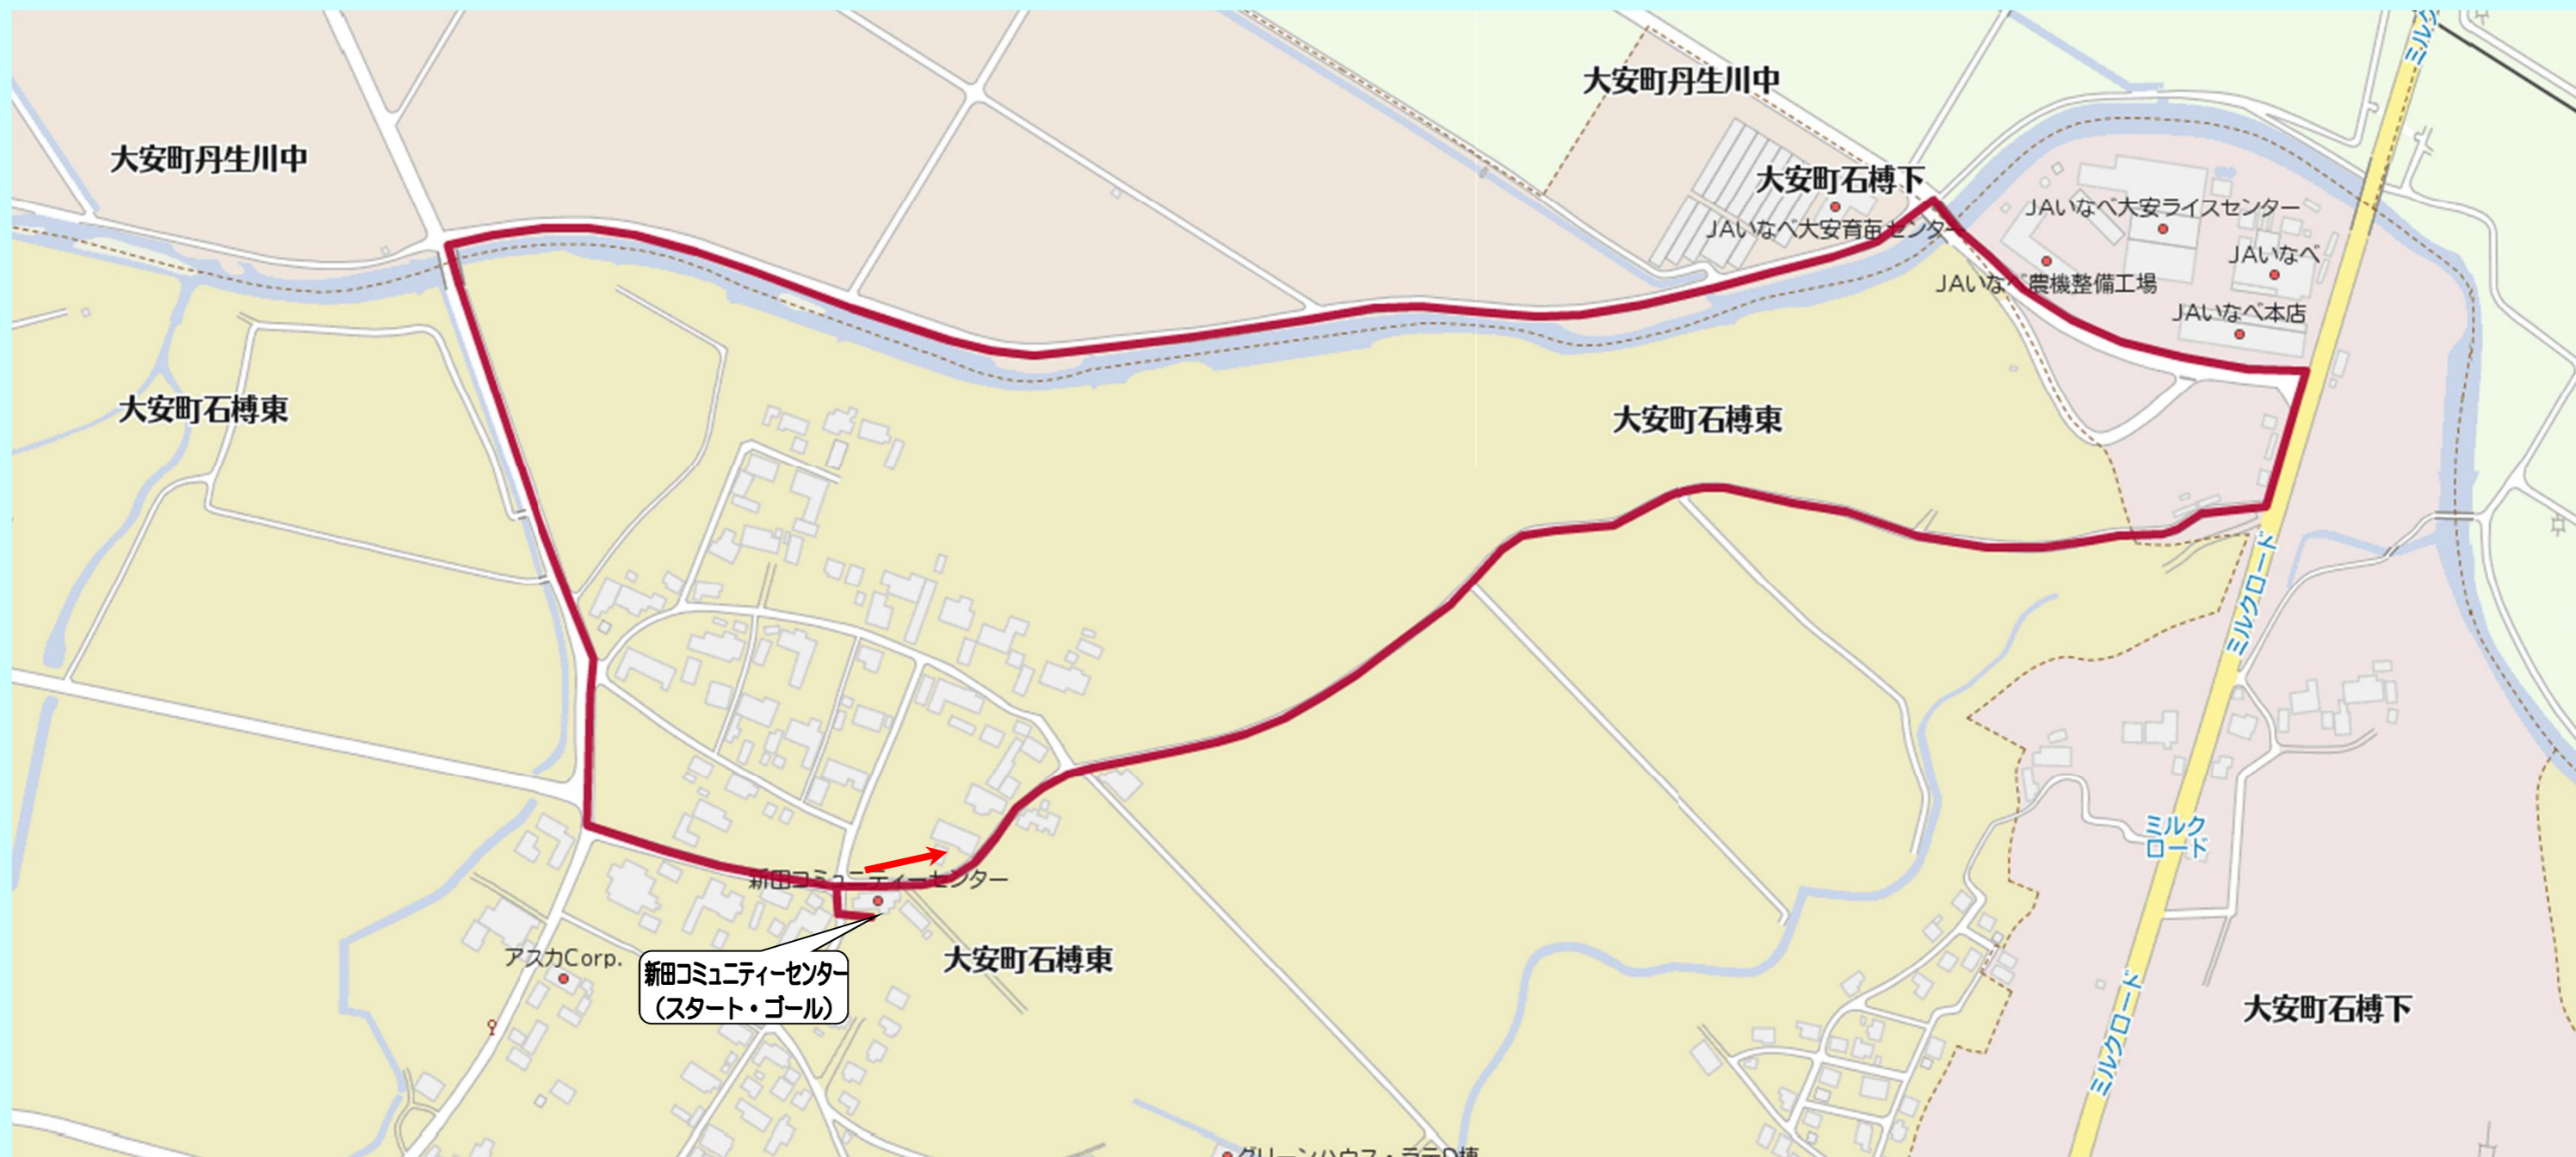 ミルク
大安町丹生川中
大安町丹生川中
大安町石榑下
JAいなべ大安ライスセンター
JAいなべ大安育苗センター
JAいなべ
JAいなべ農機整備工場
JAいなべ本店
大安町石榑東
大安町石榑東
ミルクロード
ミルク
ロード
新田コミュニティーセンター
アスカCorp.
大安町石榑東
新田コミュニティーセンター
(スタート・ゴール)
大安町石榑下
ミルクロード